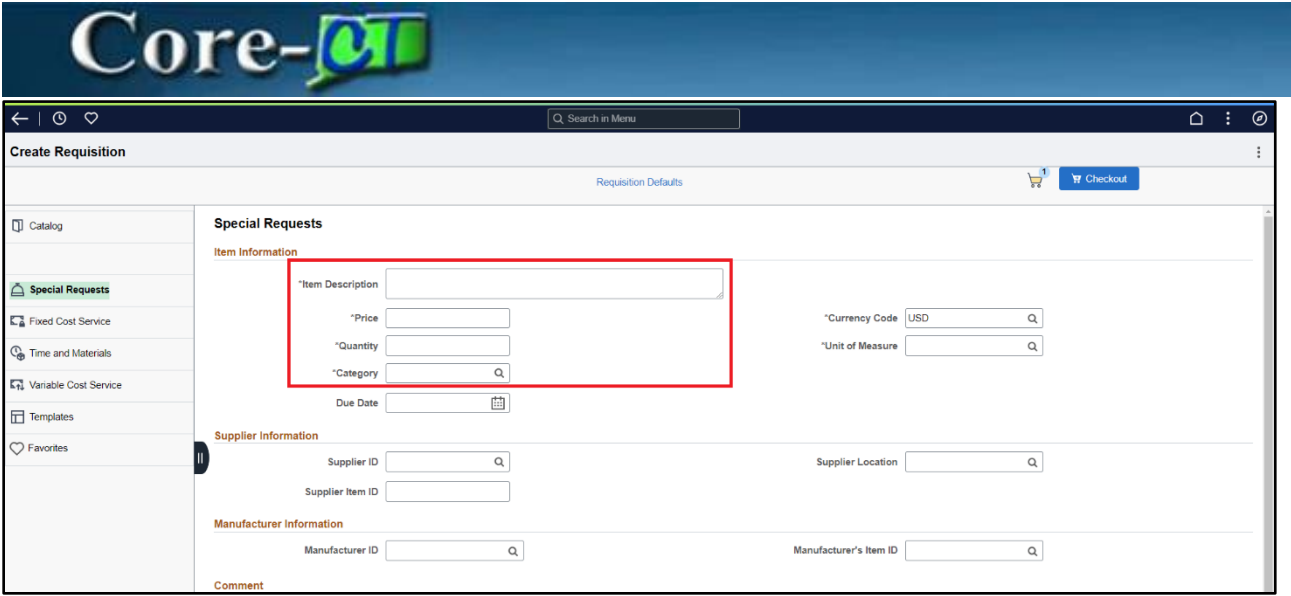 Core-CT
Search in Menu
Create Requisition
Requisition Defaults
1
Checkout
Catalog
Special Requests
Fixed Cost Service
Time and Materials
Variable Cost Service
Templates
Favorites
Special Requests
Item Information
*Item Description
*Price
*Currency Code USD
*Quantity
*Unit of Measure
*Category
Due Date
Supplier Information
Supplier ID
Supplier Location
Supplier Item ID
Manufacturer Information
Manufacturer ID
Manufacturer's Item ID
Comment